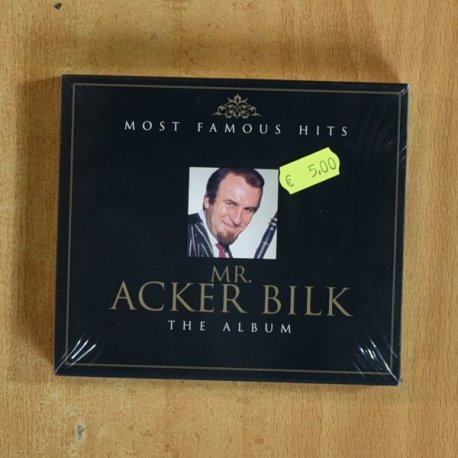 MOST FAMOUS HITS
€ 5.00
MR.
ACKER BILK
THE ALBUM